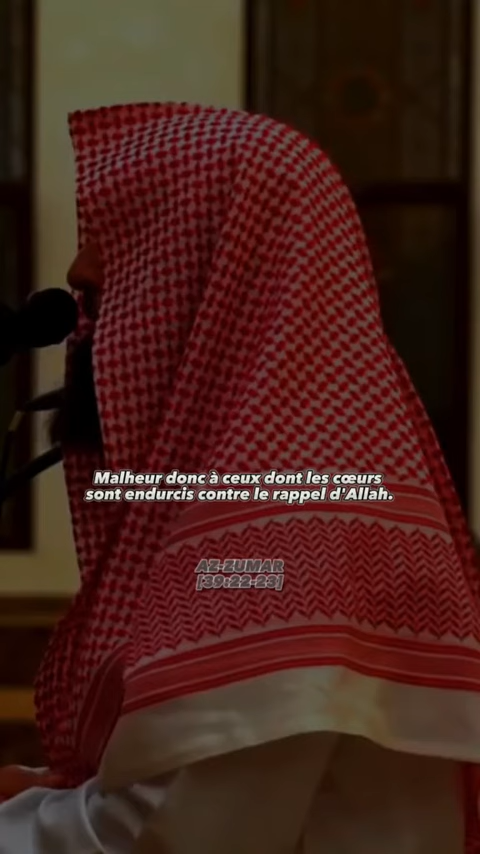 Malheur donc à ceux dont les cœurs
sont endurcis contre le rappel d'Allah.
AZ-ZUMAR
[39:22-23]